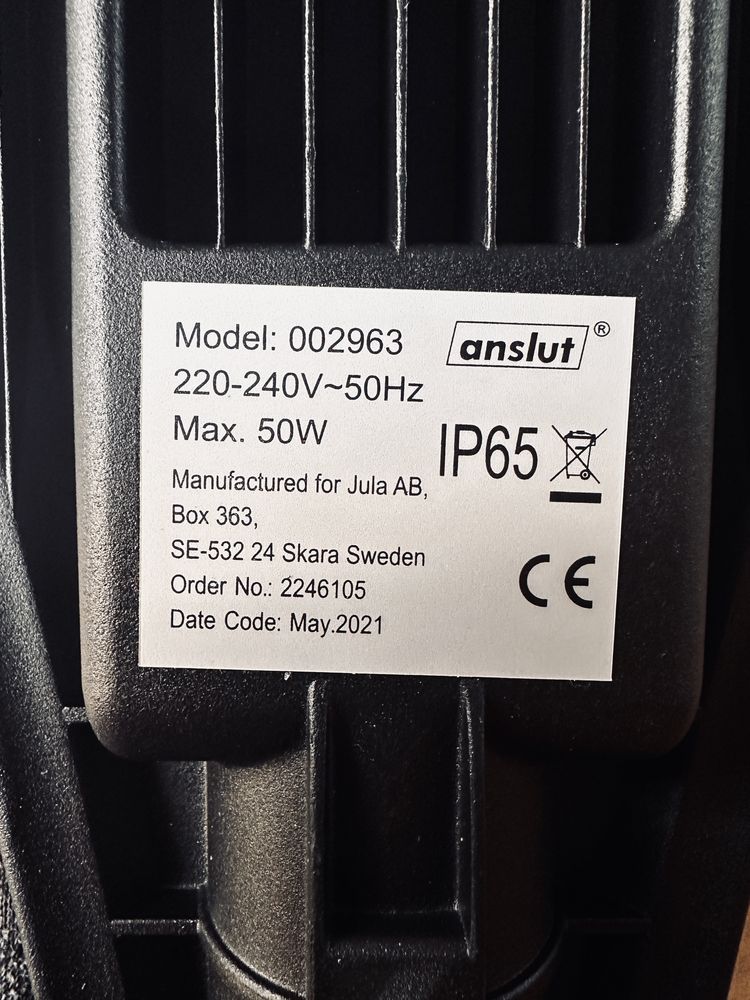 Model: 002963
anslut®
220-240V~50Hz
Max. 50W
IP65
Manufactured for Jula AB,
Box 363,
SE-532 24 Skara Sweden
Order No.: 2246105
Date Code: May.2021
CE